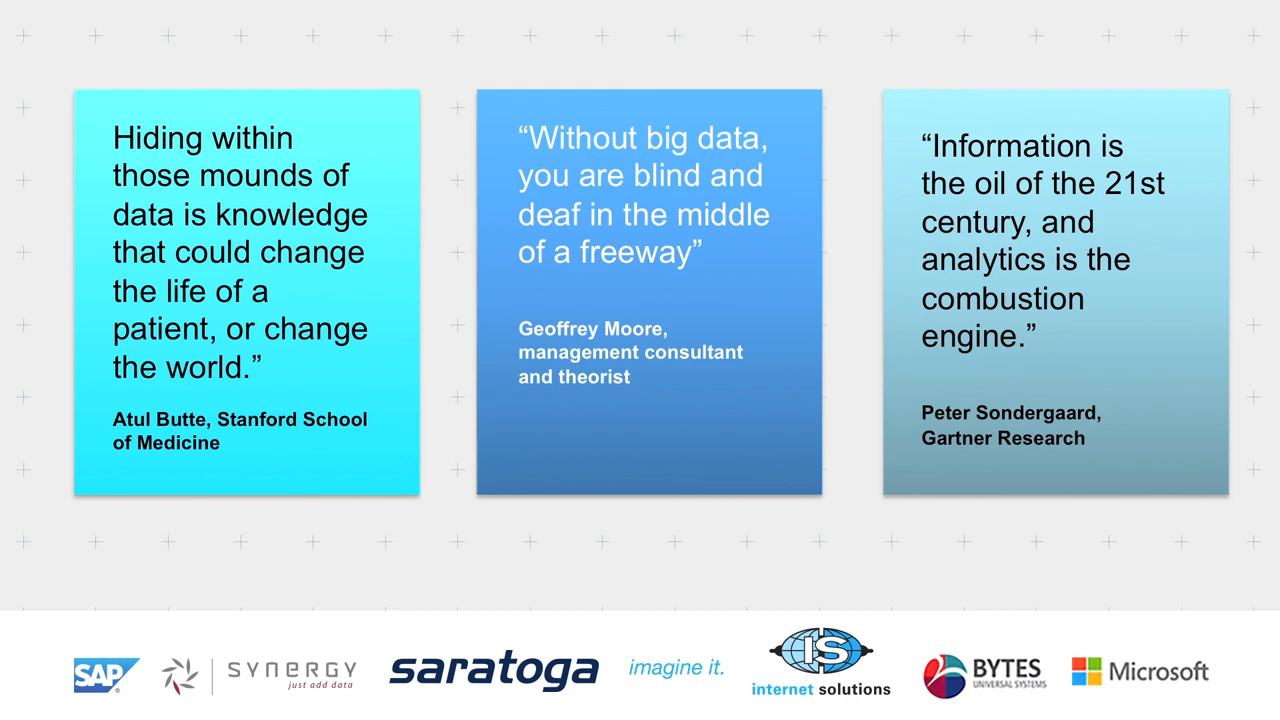 Hiding within
those mounds of
data is knowledge
that could change
the life of a
patient, or change
the world.”
Atul Butte, Stanford School
of Medicine
“Without big data,
you are blind and
deaf in the middle
of a freeway”
Geoffrey Moore,
management consultant
and theorist
“Information is
the oil of the 21st
century, and
analytics is the
combustion
engine.”
Peter Sondergaard,
Gartner Research
SAP
SYNERGY
just add data
saratoga
imagine it.
IS
internet solutions
BYTES
UNIVERSAL SYSTEMS
Microsoft